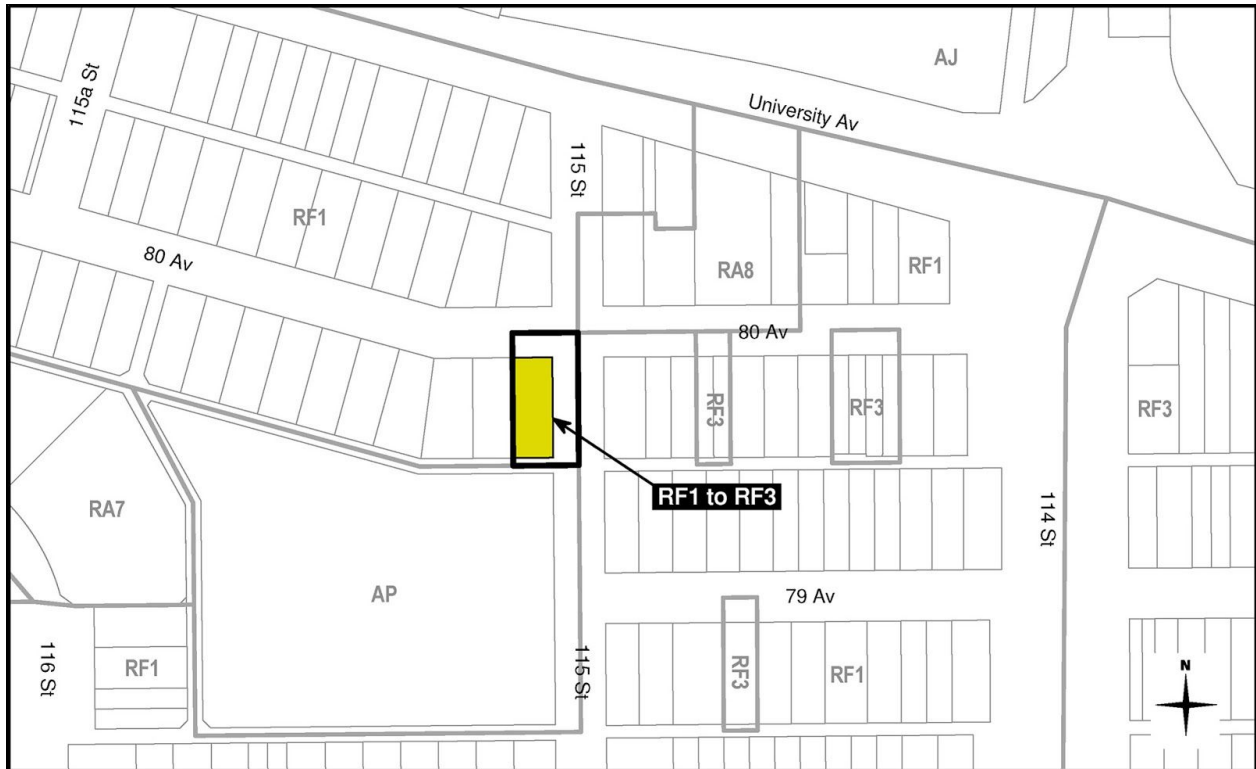 AJ
115a St
University Av
115 St
RF1
80 Av
RA8
RF1
80 Av
RF3
RF3
RF3
RF1 to RF3
RA7
114 St
AP
79 Av
116 St
RF1
115 St
RF3
RF1
N